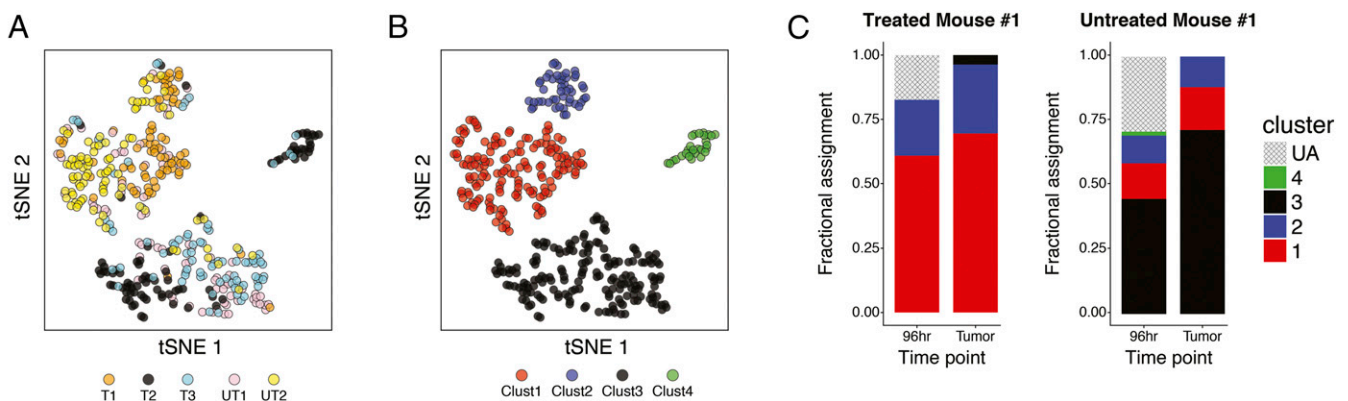 A
tSNE 2
tSNE 1
T1 T2 T3 UT1 UT2
B
tSNE 2
tSNE 1
Clust1 Clust2 Clust3 Clust4
C
Treated Mouse #1
Fractional assignment
1.00
0.75
0.50
0.25
0.00
96hr Tumor
Time point
Untreated Mouse #1
Fractional assignment
1.00
0.75
0.50
0.25
0.00
96hr Tumor
Time point
cluster
UA
4
3
2
1